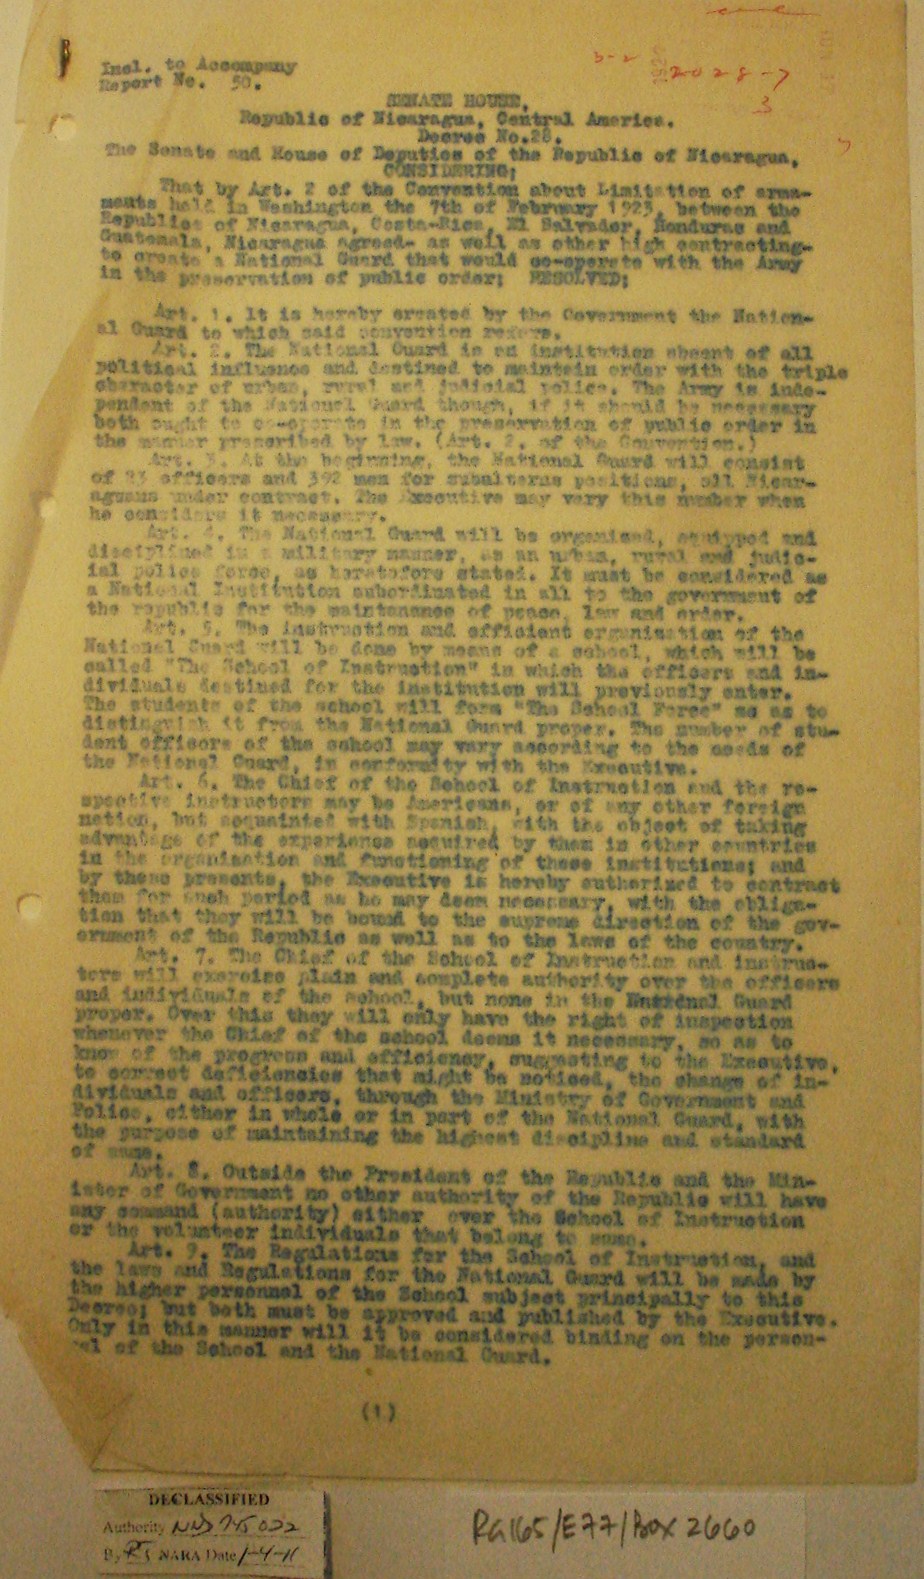 Incl. to Accompany
Report No. 50.
2028-7
3
SENATE HOUSE,
Republic of Nicaragua, Central America.
Decree No.28.
The Senate and House of Deputies of the Republic of Nicaragua,
CONSIDERING;
That by Art. 2 of the Convention about Limitation of arma-
ments held in Washington the 7th of February 1923, between the
Republics of Nicaragua, Costa-Rica, El Salvador, Honduras and
Guatemala, Nicaragua agreed- as well as other high contracting-
to create a National Guard that would co-operate with the Army
in the preservation of public order; RESOLVED;
Art. 1. It is hereby created by the Government the Nation-
al Guard to which said convention refers.
Art. 2. The National Guard is an institution absent of all
political influence and destined to maintain order with the triple
character of urban, rural and judicial police. The Army is inde-
pendent of the National Guard though, if it should be necessary
both ought to co-operate in the preservation of public order in
the manner prescribed by law. (Art. 2. of the Convention.)
Art. 3. At the beginning, the National Guard will consist
of 23 officers and 392 men for subalterns positions, all Nicar-
aguans under contract. The Executive may vary this number when
he considers it necessary.
Art. 4. The National Guard will be organized, equipped and
disciplined in a military manner, as an urban, rural and judic-
ial police force, as heretofore stated. It must be considered as
a National Institution subordinated in all to the government of
the republic for the maintenance of peace, law and order.
Art. 5. The instruction and efficient organization of the
National Guard will be done by means of a school, which will be
called "The School of Instruction" in which the officers and in-
dividuals destined for the institution will previously enter.
The students of the school will form "The School Force" so as to
distinguish it from the National Guard proper. The number of stu-
dent officers of the school may vary according to the needs of
the National Guard, in conformity with the Executive.
Art. 6. The Chief of the School of Instruction and the re-
spective instructors may be Americans, or of any other foreign
nation, but acquainted with Spanish, with the object of taking
advantage of the experience acquired by them in other countries
in the organization and functioning of these institutions; and
by these presents, the Executive is hereby authorized to contract
them for such period as he may deem necessary, with the obliga-
tion that they will be bound to the supreme direction of the gov-
ernment of the Republic as well as to the laws of the country.
Art. 7. The Chief of the School of Instruction and instruc-
tors will exercise plain and complete authority over the officers
and individuals of the school, but none in the National Guard
proper. Over this they will only have the right of inspection
whenever the Chief of the school deems it necessary, so as to
know of the progress and efficiency, suggesting to the Executive,
to correct deficiencies that might be noticed, the change of in-
dividuals and officers, through the Ministry of Government and
Police, either in whole or in part of the National Guard, with
the purpose of maintaining the highest discipline and standard
of same.
Art. 8. Outside the President of the Republic and the Min-
ister of Government no other authority of the Republic will have
any command (authority) either over the School of Instruction
or the volunteer individuals that belong to same.
Art. 9. The Regulations for the School of Instruction, and
the laws and Regulations for the National Guard will be made by
the higher personnel of the School subject principally to this
Decree; but both must be approved and published by the Executive.
Only in this manner will it be considered binding on the person-
nel of the School and the National Guard.
(1)
DECLASSIFIED
Authority NND 745022
By NARA Date 1-4-11
RG165/E77/BOX 2660